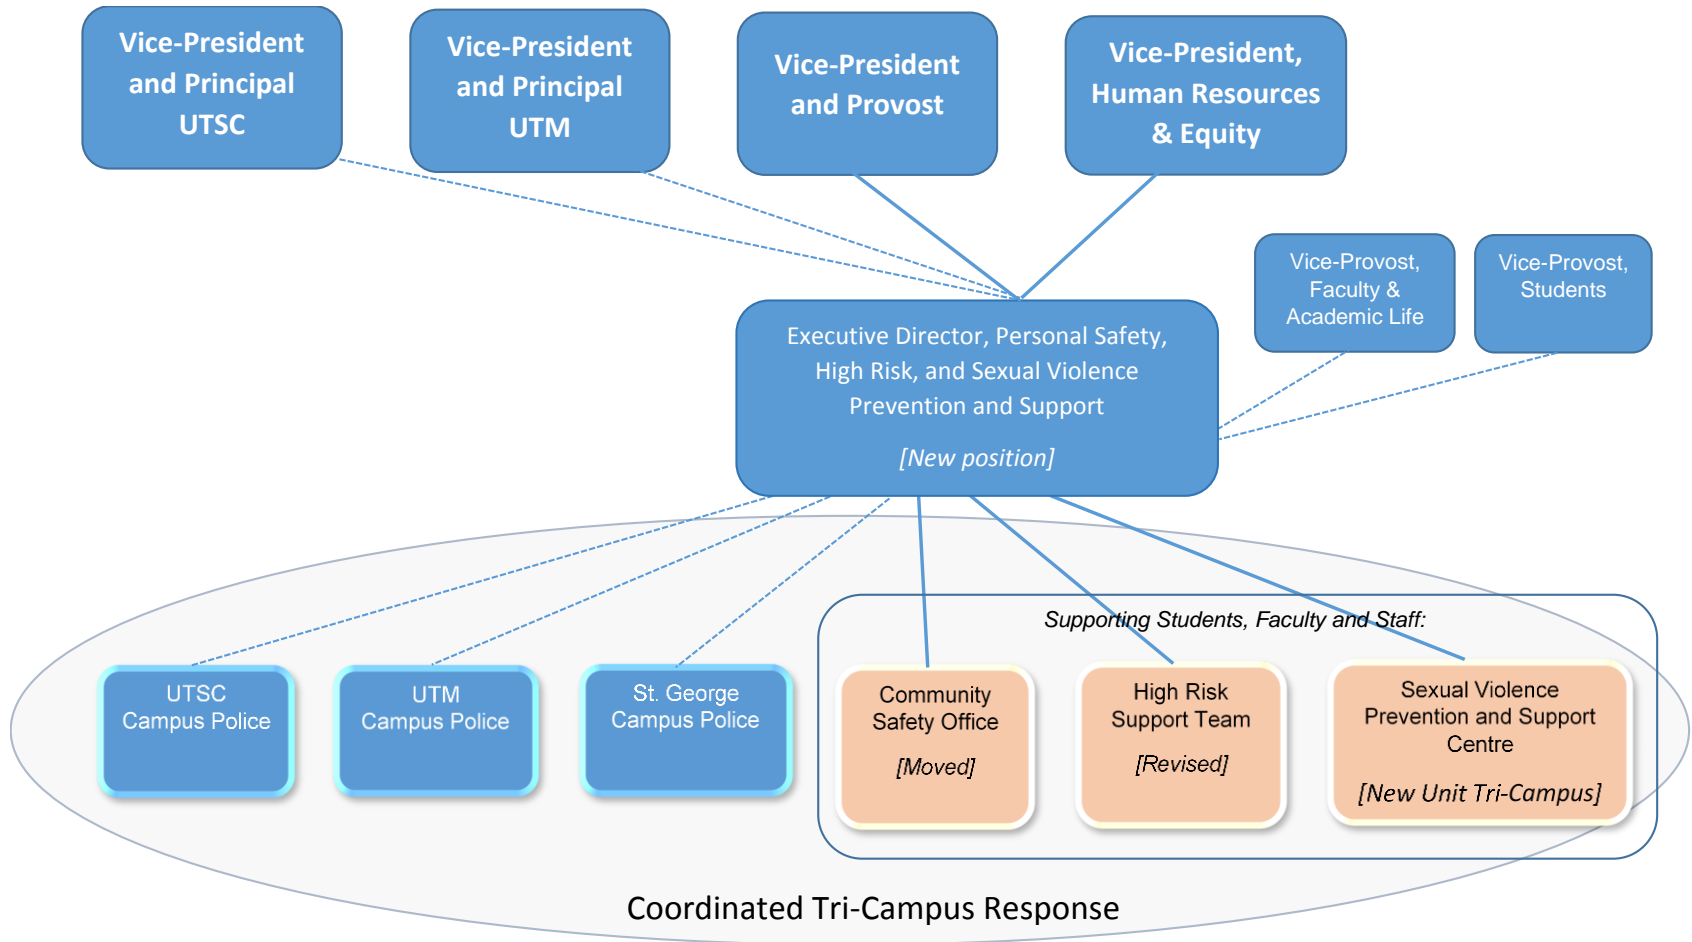 Vice-President
and Principal
UTSC
Vice-President
and Principal
UTM
Vice-President
and Provost
Vice-President,
Human Resources
& Equity
Vice-Provost,
Faculty &
Academic Life
Vice-Provost,
Students
Executive Director, Personal Safety,
High Risk, and Sexual Violence
Prevention and Support
[New position]
Supporting Students, Faculty and Staff:
UTSC
Campus Police
UTM
Campus Police
St. George
Campus Police
Community
Safety Office
[Moved]
High Risk
Support Team
[Revised]
Sexual Violence
Prevention and Support
Centre
[New Unit Tri-Campus]
Coordinated Tri-Campus Response